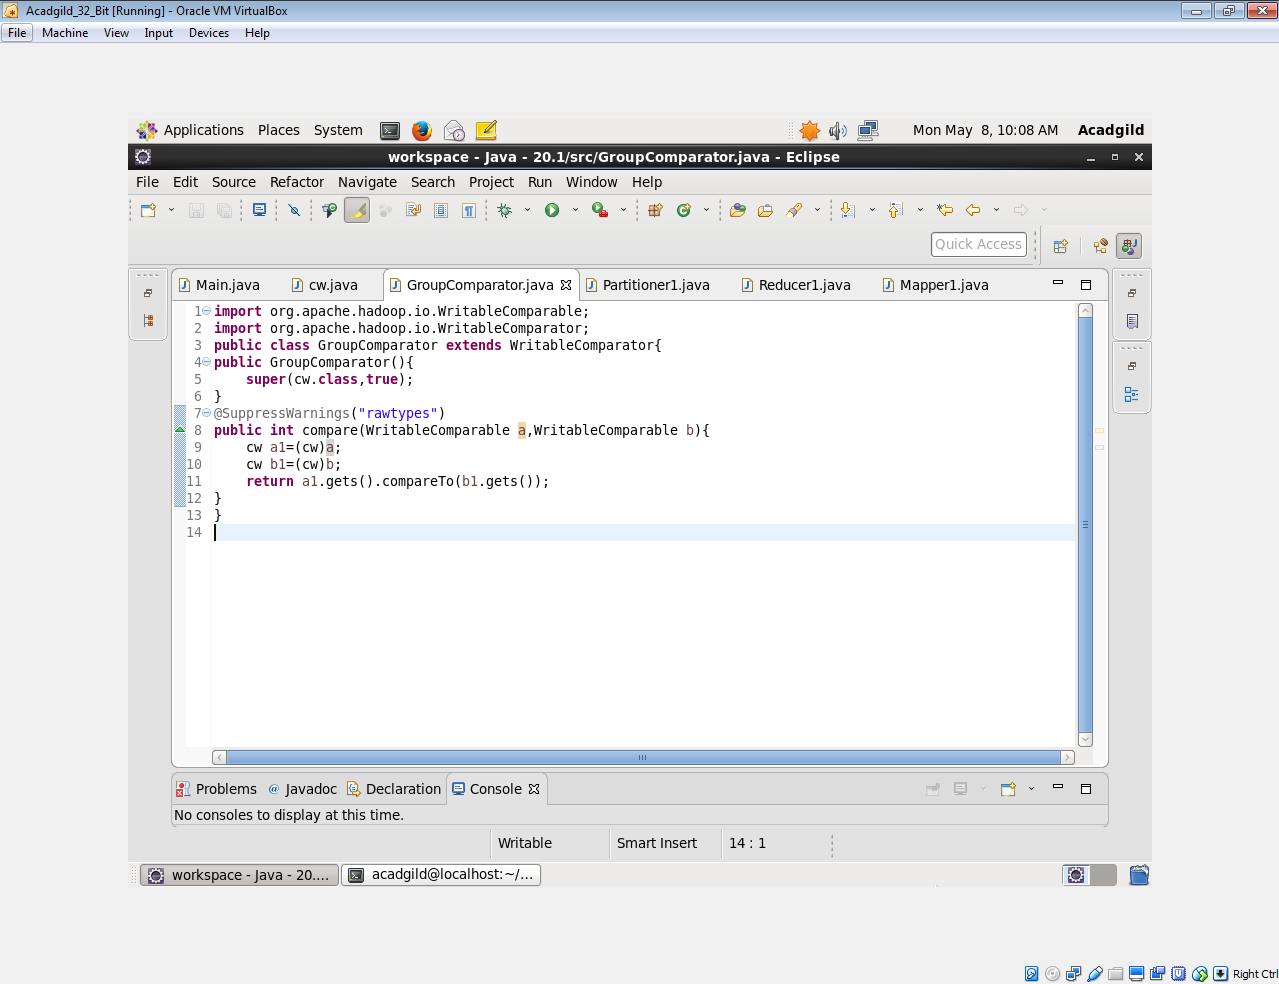 Acadgild_32_Bit [Running] - Oracle VM VirtualBox
File Machine View Input Devices Help
Applications Places System Mon May 8, 10:08 AM Acadgild
workspace - Java - 20.1/src/GroupComparator.java - Eclipse
File Edit Source Refactor Navigate Search Project Run Window Help
Quick Access
Main.java cw.java GroupComparator.java Partitioner1.java Reducer1.java Mapper1.java
1 import org.apache.hadoop.io.WritableComparable;
2 import org.apache.hadoop.io.WritableComparator;
3 public class GroupComparator extends WritableComparator{
4 public GroupComparator(){
5 super(cw.class,true);
6 }
7 @SuppressWarnings("rawtypes")
8 public int compare(WritableComparable a,WritableComparable b){
9 cw a1=(cw)a;
10 cw b1=(cw)b;
11 return a1.gets().compareTo(b1.gets());
12 }
13 }
14
Problems Javadoc Declaration Console
No consoles to display at this time.
Writable Smart Insert 14 : 1
workspace - Java - 20.... acadgild@localhost:~/...
Right Ctrl